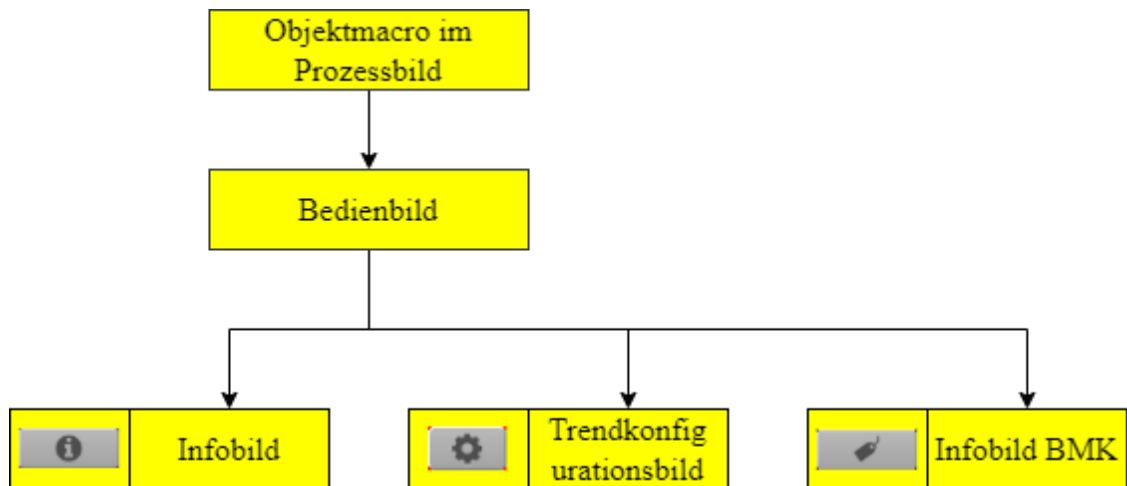 Objektmacro im
Prozessbild
Bedienbild
Infobild
Trendkonfig
urationsbild
Infobild BMK